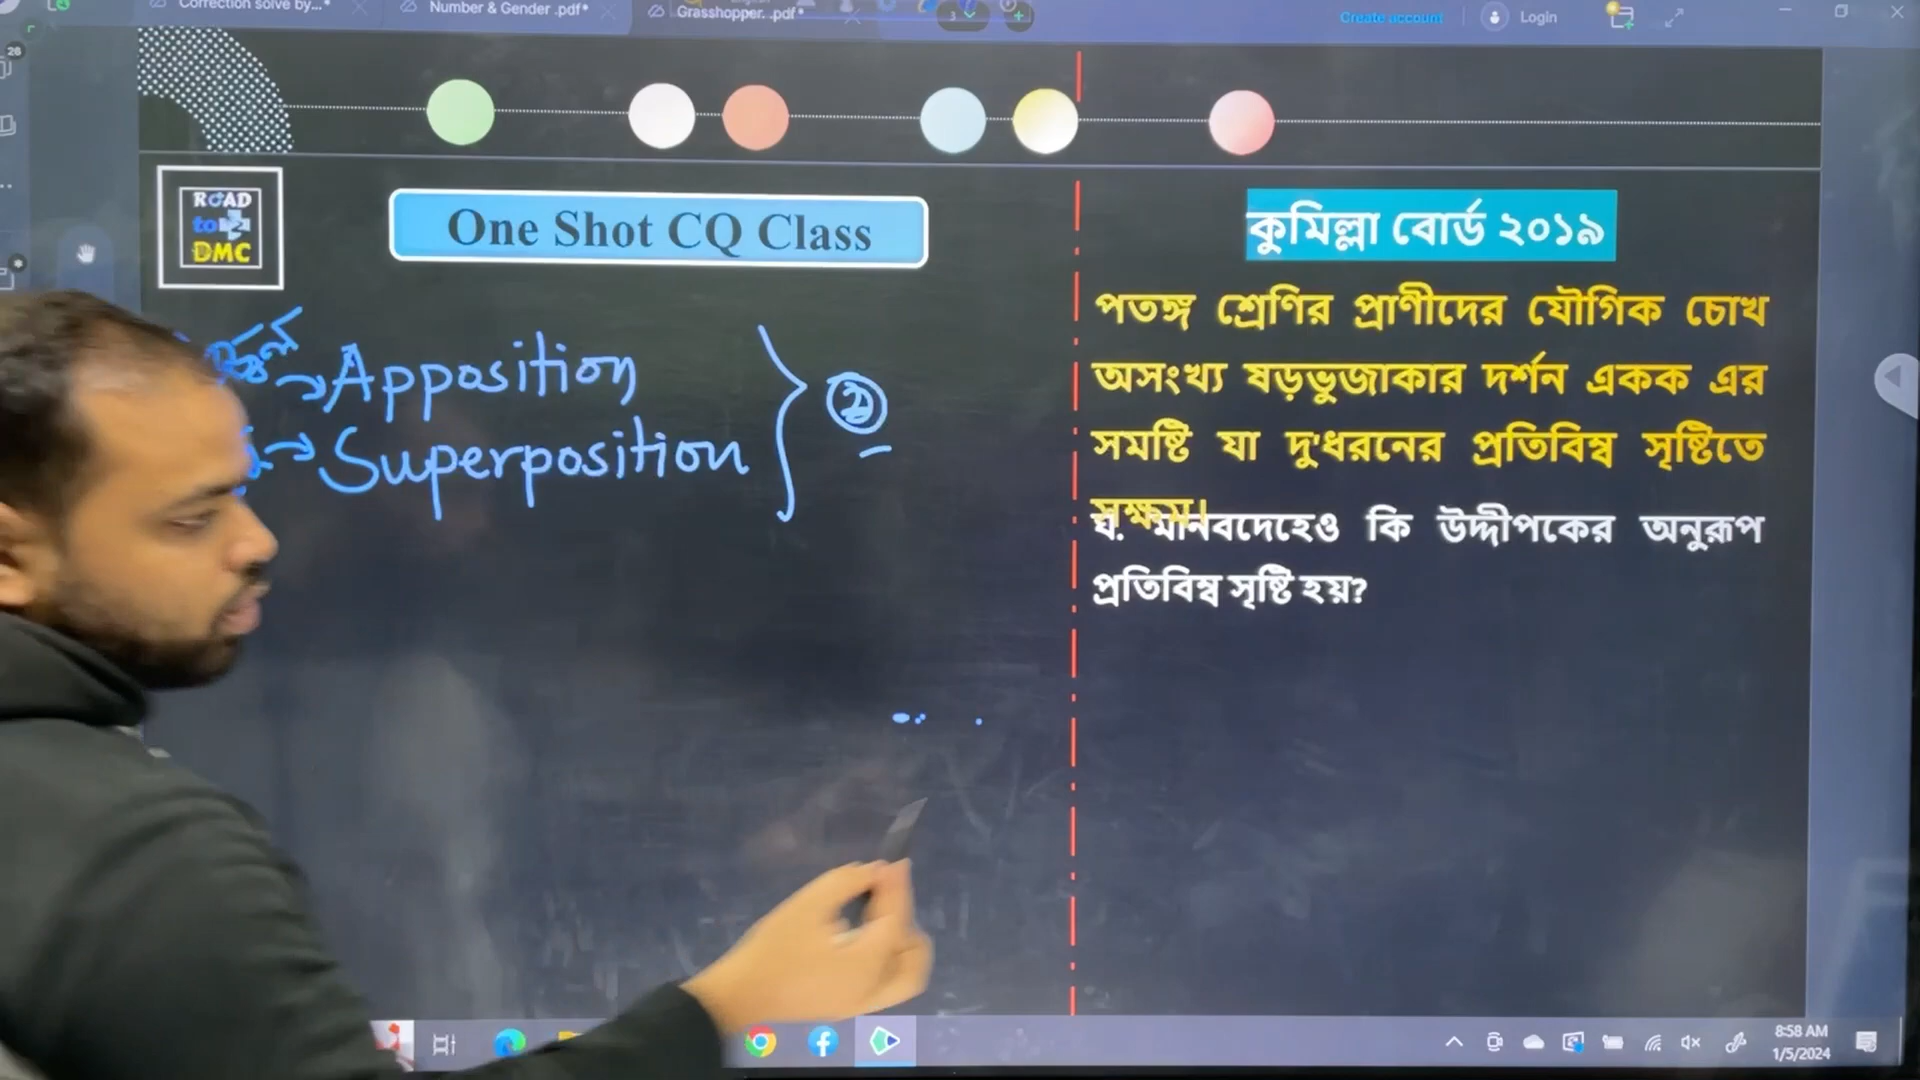 Correction solve by...*
Number & Gender .pdf*
Grasshopper. .pdf*
3
Create account
Login
26
ROAD
to
DMC
One Shot CQ Class
কুমিল্লা বোর্ড ২০১৯
→Apposition
→Superposition
②
পতঙ্গ শ্রেণির প্রাণীদের যৌগিক চোখ
অসংখ্য ষড়ভুজাকার দর্শন একক এর
সমষ্টি যা দু'ধরনের প্রতিবিম্ব সৃষ্টিতে
সক্ষম।
ঘ. মানবদেহেও কি উদ্দীপকের অনুরূপ
প্রতিবিম্ব সৃষ্টি হয়?
8:58 AM
1/5/2024